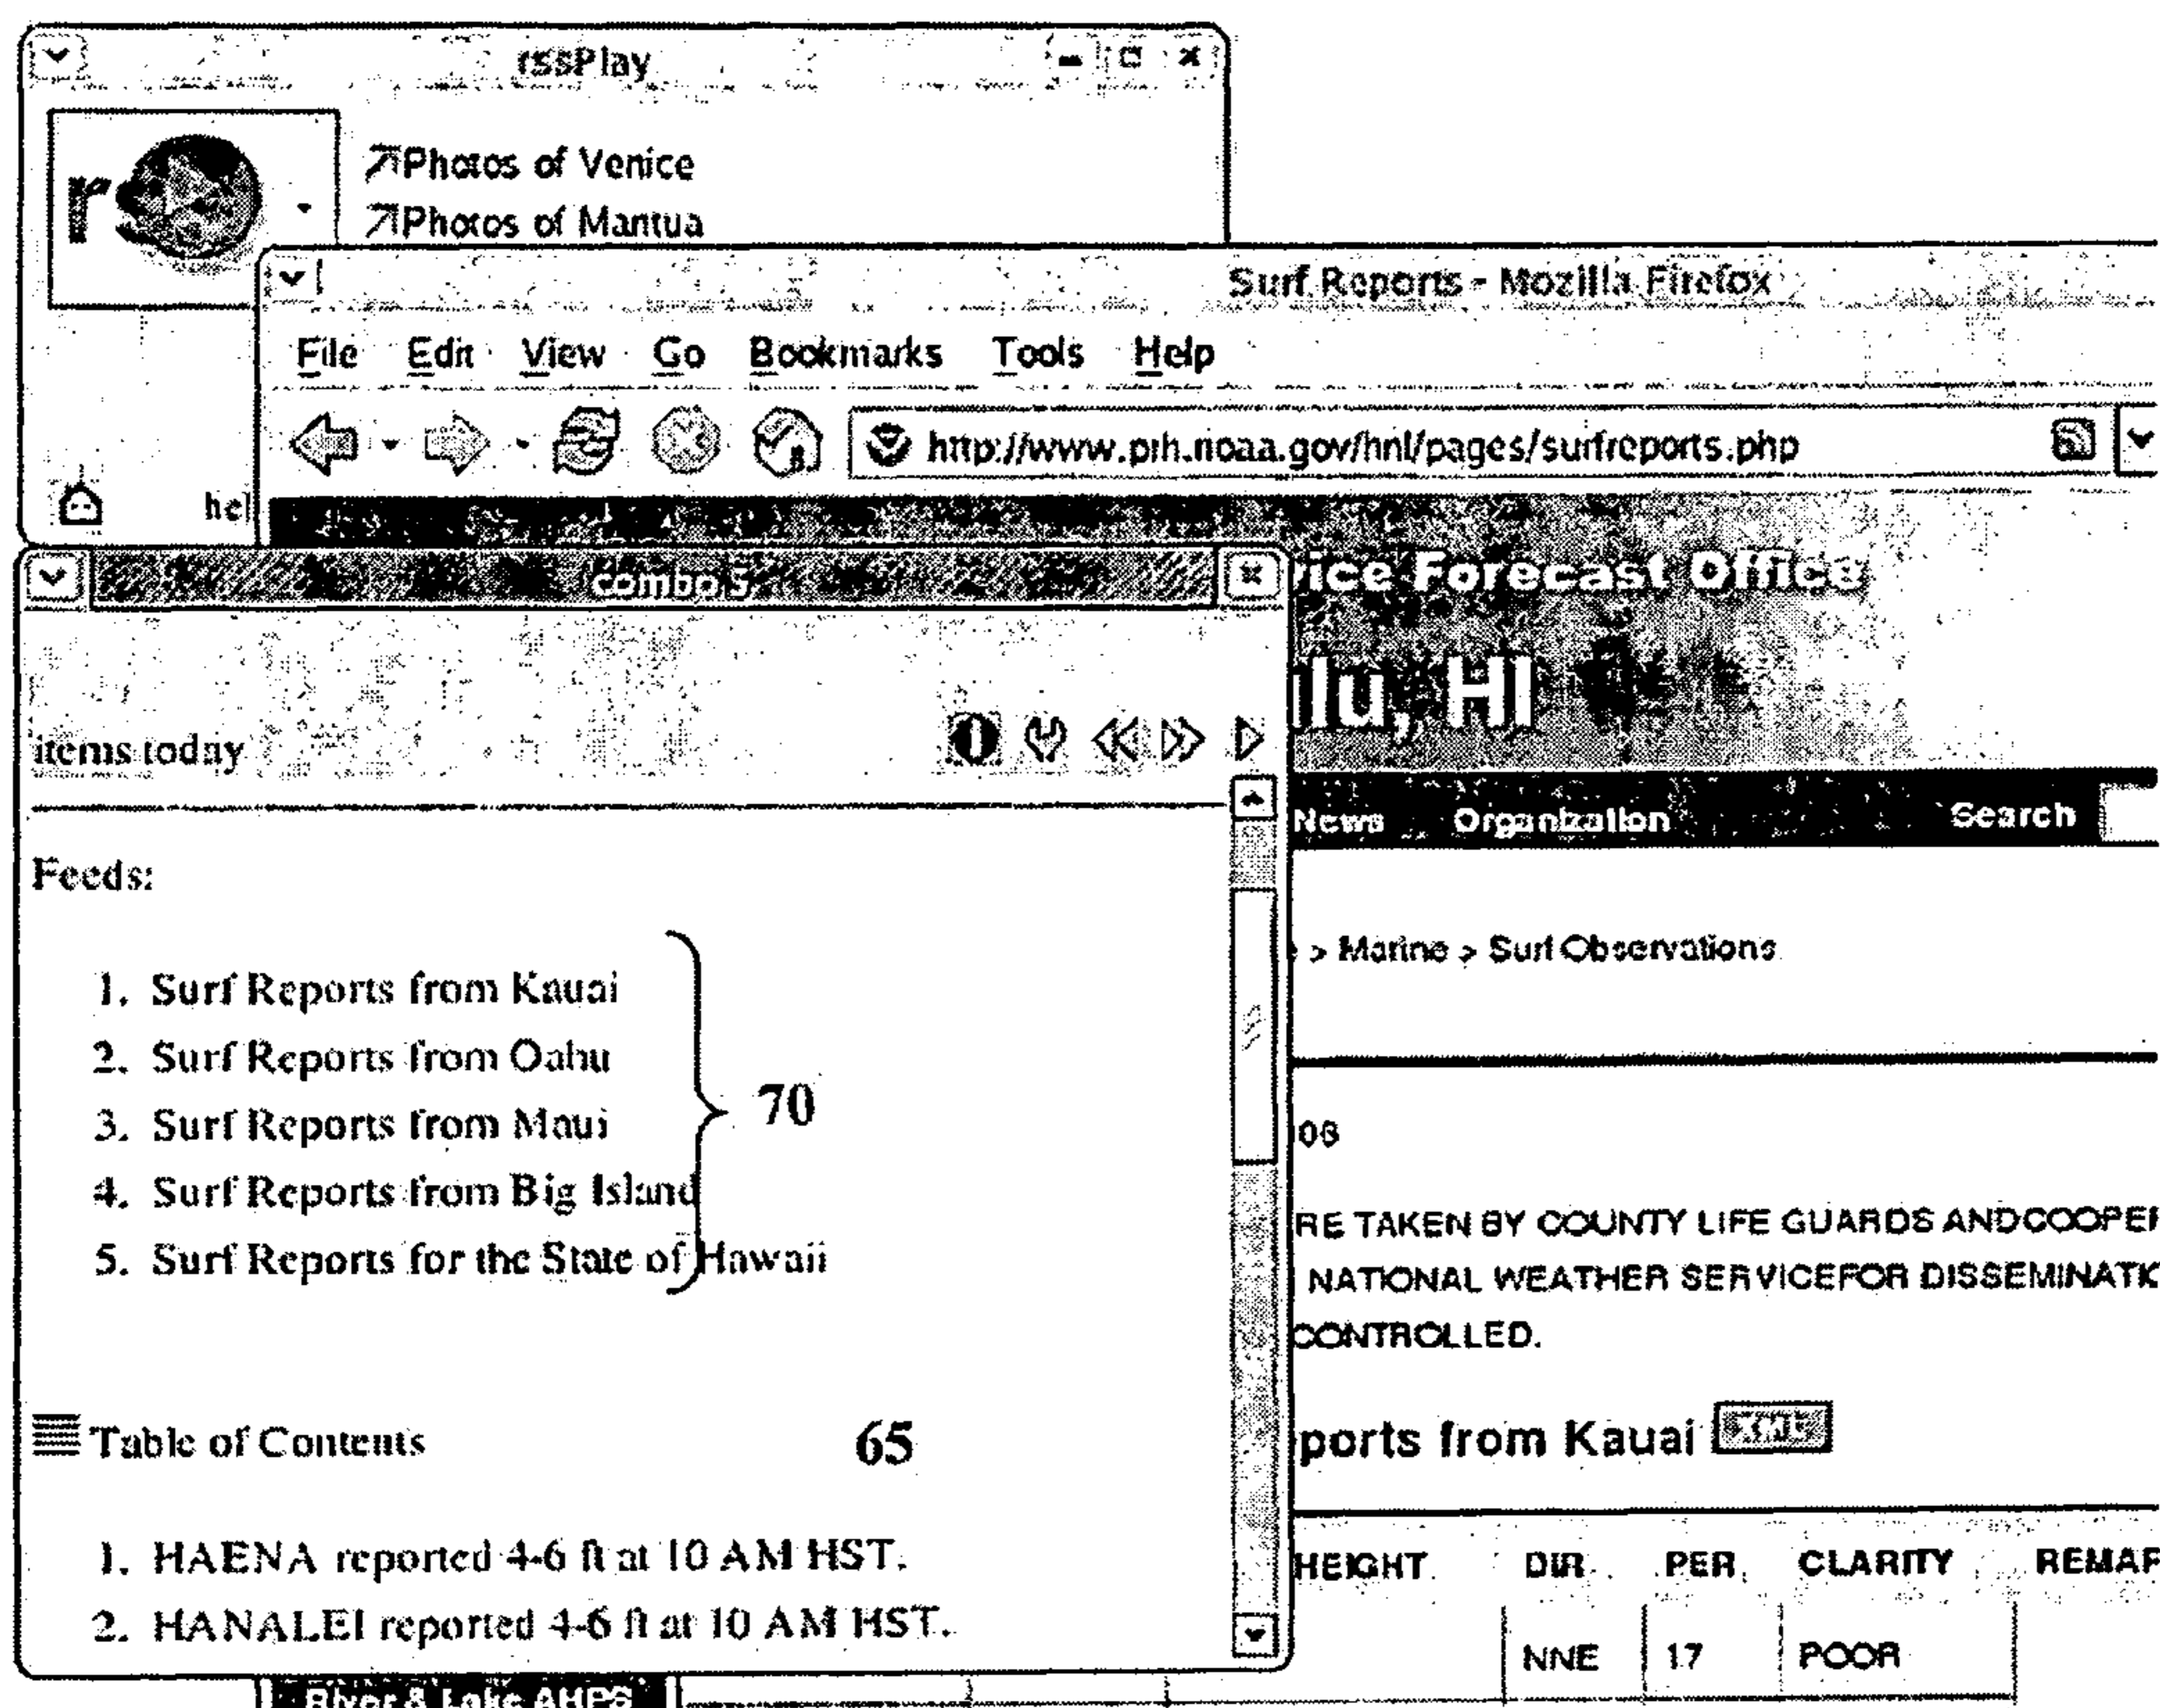 rssPlay
Photos of Venice
Photos of Mantua
Surf Reports - Mozilla Firefox
File Edit View Go Bookmarks Tools Help
http://www.prh.noaa.gov/hnl/pages/surfreports.php
hel
combo 5
ice Forecast Office
lu, HI
items today
News Organization Search
Feeds:
> Marine > Surf Observations
1. Surf Reports from Kauai
2. Surf Reports from Oahu
3. Surf Reports from Maui
4. Surf Reports from Big Island
5. Surf Reports for the State of Hawaii
70
RE TAKEN BY COUNTY LIFE GUARDS ANDCOOPER
NATIONAL WEATHER SERVICEFOR DISSEMINATIO
CONTROLLED.
Table of Contents
65
ports from Kauai XML
1. HAENA reported 4-6 ft at 10 AM HST.
2. HANALEI reported 4-6 ft at 10 AM HST.
HEIGHT DIR PER CLARITY REMAR
NNE 17 POOR
River & Lake AHPS